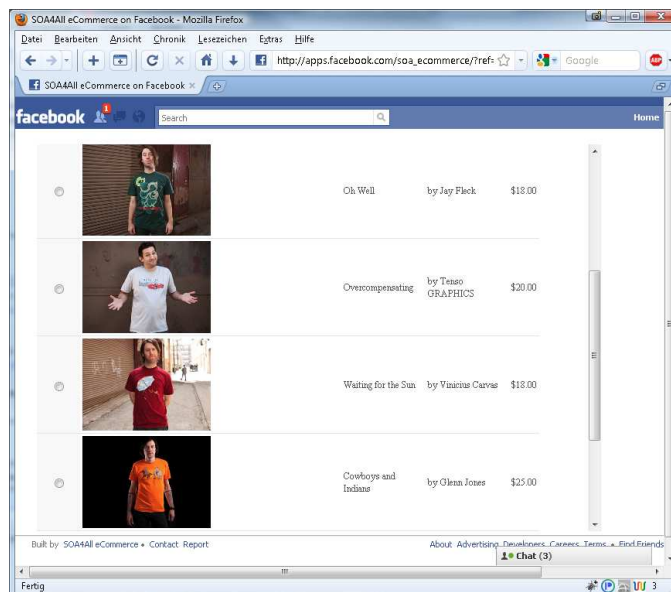 SOA4All eCommerce on Facebook - Mozilla Firefox
Datei Bearbeiten Ansicht Chronik Lesezeichen Extras Hilfe
http://apps.facebook.com/soa_ecommerce/?ref=
Google
ABP
SOA4All eCommerce on Facebook
facebook
1
Search
Home
Oh Well by Jay Fleck $18.00
Overcompensating by Tenso GRAPHICS $20.00
Waiting for the Sun by Vinicius Carvas $18.00
Cowboys and Indians by Glenn Jones $25.00
Built by SOA4All eCommerce • Contact Report
About Advertising Developers Careers Terms • Find Friends
Chat (3)
Fertig
3